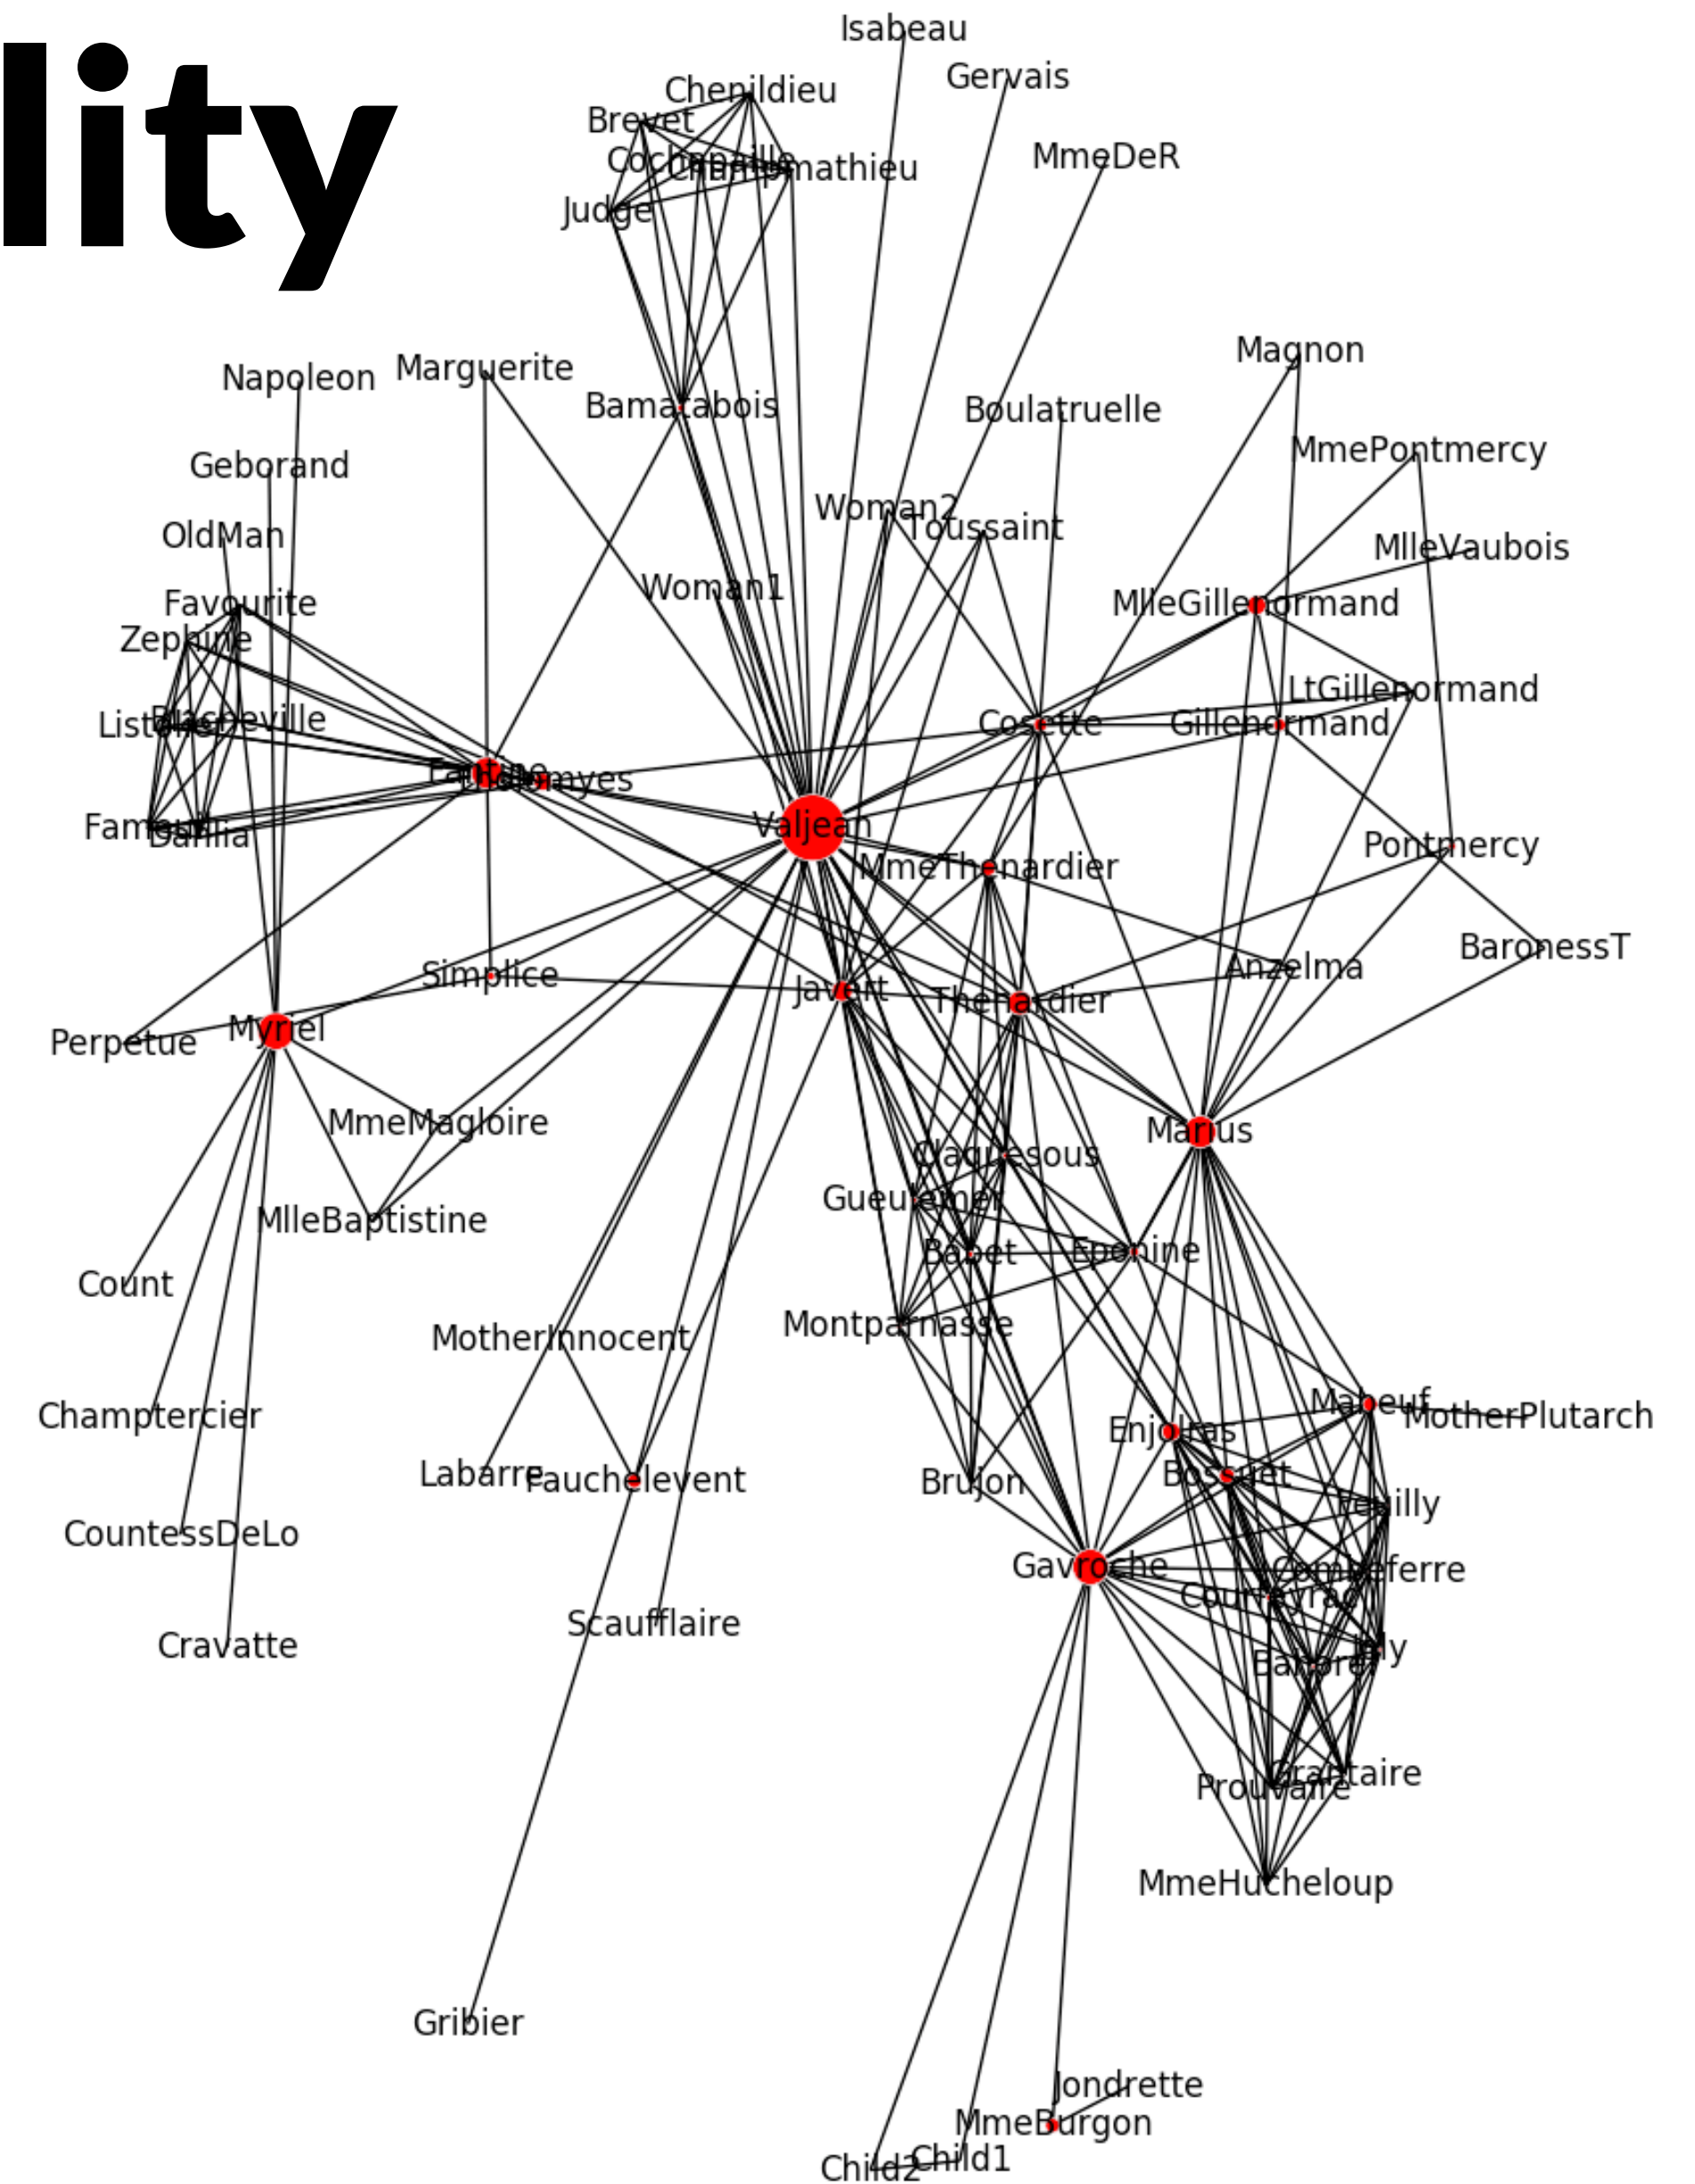 lity
Isabeau
Gervais
Chenildieu
Brevet
MmeDeR
Cochepaille
Champmathieu
Judge
Magnon
Marguerite
Napoleon
Bamatabois
Boulatruelle
MmePontmercy
Geborand
Woman2
Toussaint
OldMan
MlleVaubois
Woman1
Favourite
MlleGillenormand
Zephine
LtGillenormand
Blacheville
Listolier
Cosette
Gillenormand
Fantine
Tholomyes
Valjean
Fameuil
Dahlia
Pontmercy
MmeThenardier
BaronessT
Anzelma
Simplice
Javert
Thenardier
Myriel
Perpetue
MmeMagloire
Marius
Claquesous
Gueulemer
MlleBaptistine
Babet
Eponine
Count
Montparnasse
MotherInnocent
Mabeuf
MotherPlutarch
Champtercier
Enjolras
Labarre
Fauchelevent
Bossuet
Brujon
Feuilly
CountessDeLo
Gavroche
Combeferre
Courfeyrac
Scaufflaire
Cravatte
Joly
Bahorel
Grantaire
Prouvaire
MmeHucheloup
Gribier
Jondrette
MmeBurgon
Child1
Child2